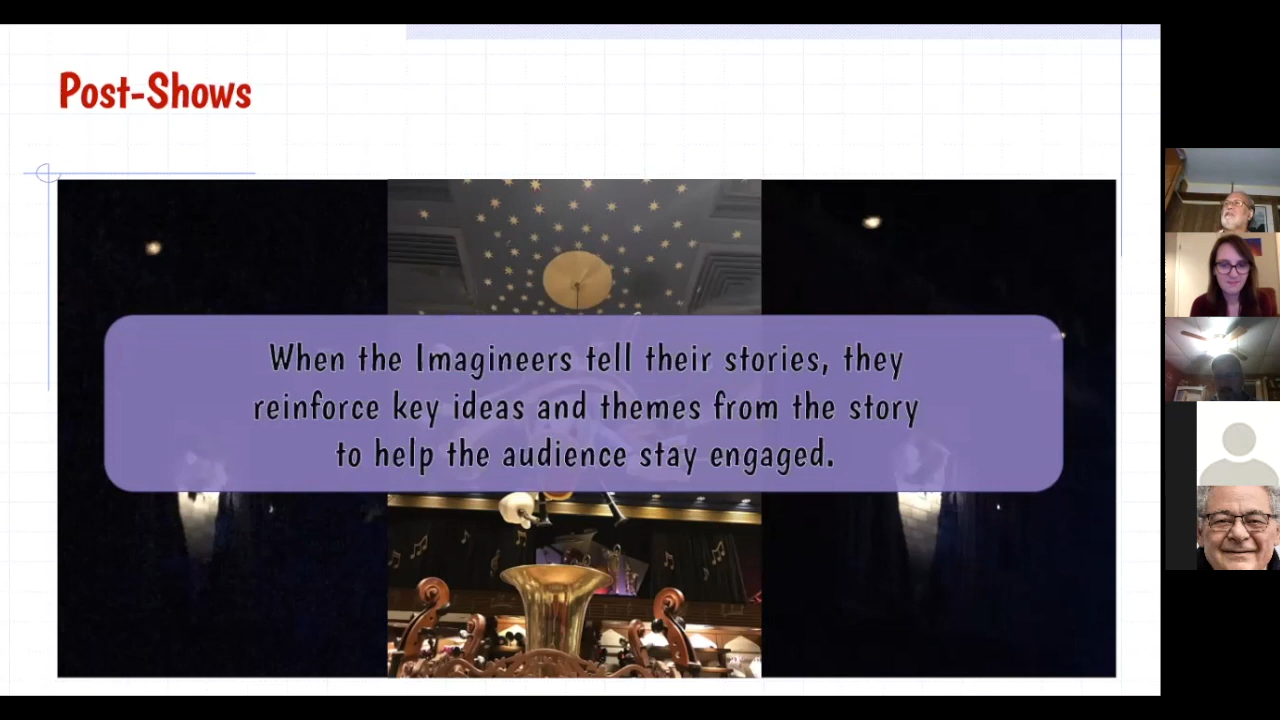 Post-Shows
When the Imagineers tell their stories, they
reinforce key ideas and themes from the story
to help the audience stay engaged.